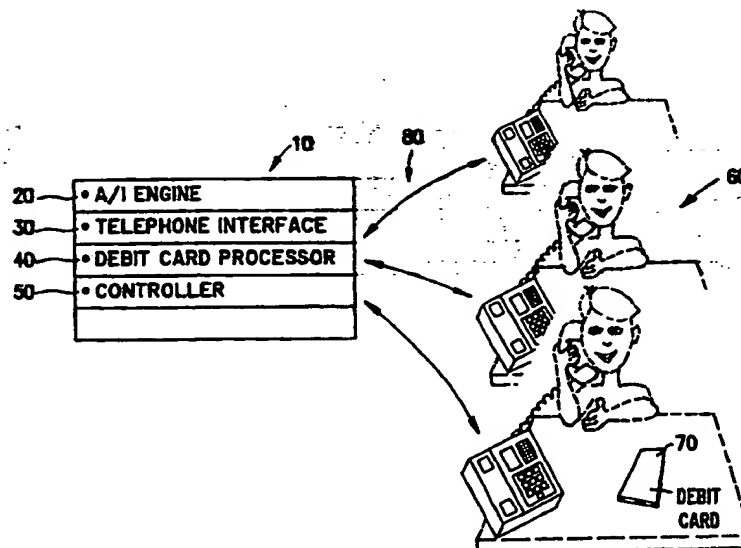 10
80
20 • A/I ENGINE
30 • TELEPHONE INTERFACE
40 • DEBIT CARD PROCESSOR
50 • CONTROLLER
60
70
DEBIT
CARD